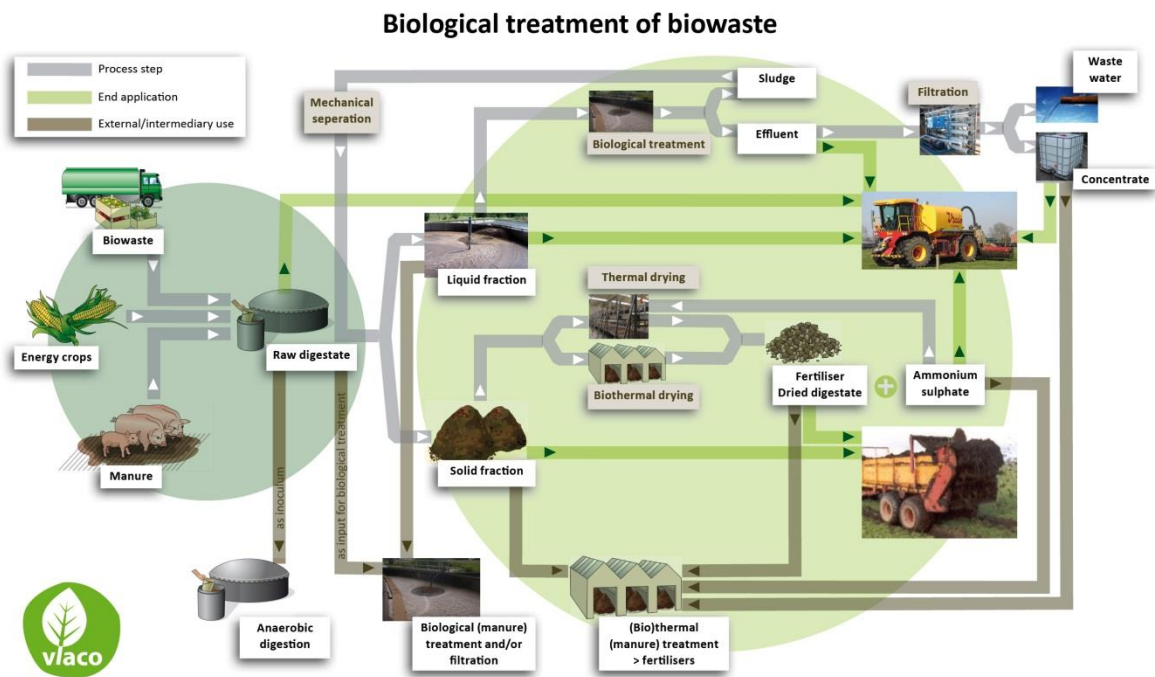 Biological treatment of biowaste
Process step
End application
External/intermediary use
Mechanical
seperation
Sludge
Biological treatment
Effluent
Filtration
Waste
water
Concentrate
Biowaste
Liquid fraction
Thermal drying
Energy crops
Raw digestate
Biothermal drying
Fertiliser
Dried digestate
+
Ammonium
sulphate
Manure
Solid fraction
as inoculum
as input for biological treatment
Anaerobic
digestion
Biological (manure)
treatment and/or
filtration
(Bio)thermal
(manure) treatment
> fertilisers
vlaco